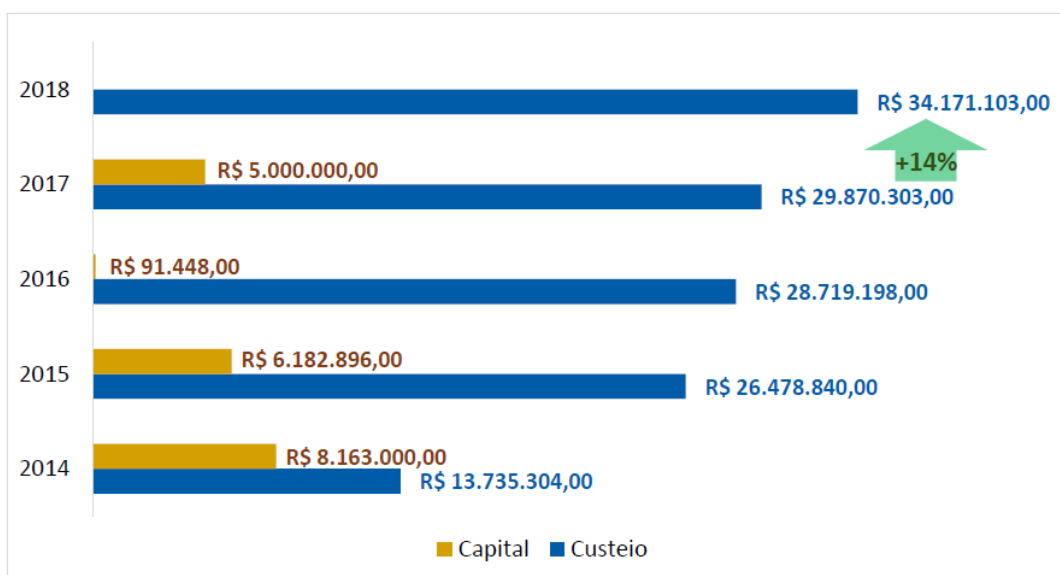 2018
R$ 34.171.103,00
+14%
2017
R$ 5.000.000,00
R$ 29.870.303,00
2016
R$ 91.448,00
R$ 28.719.198,00
2015
R$ 6.182.896,00
R$ 26.478.840,00
2014
R$ 8.163.000,00
R$ 13.735.304,00
Capital Custeio